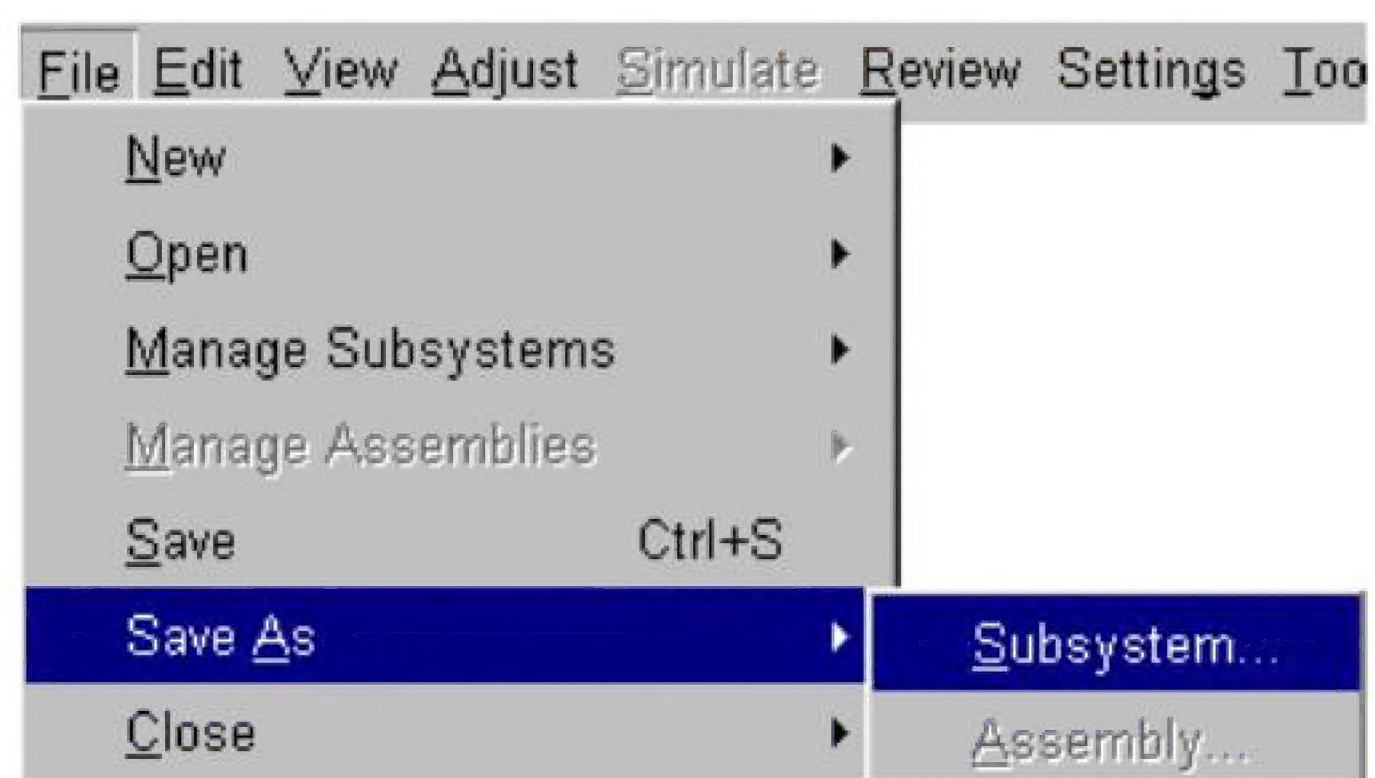 File Edit View Adjust Simulate Review Settings Too
New
Open
Manage Subsystems
Manage Assemblies
Save Ctrl+S
Save As Subsystem...
Close Assembly...